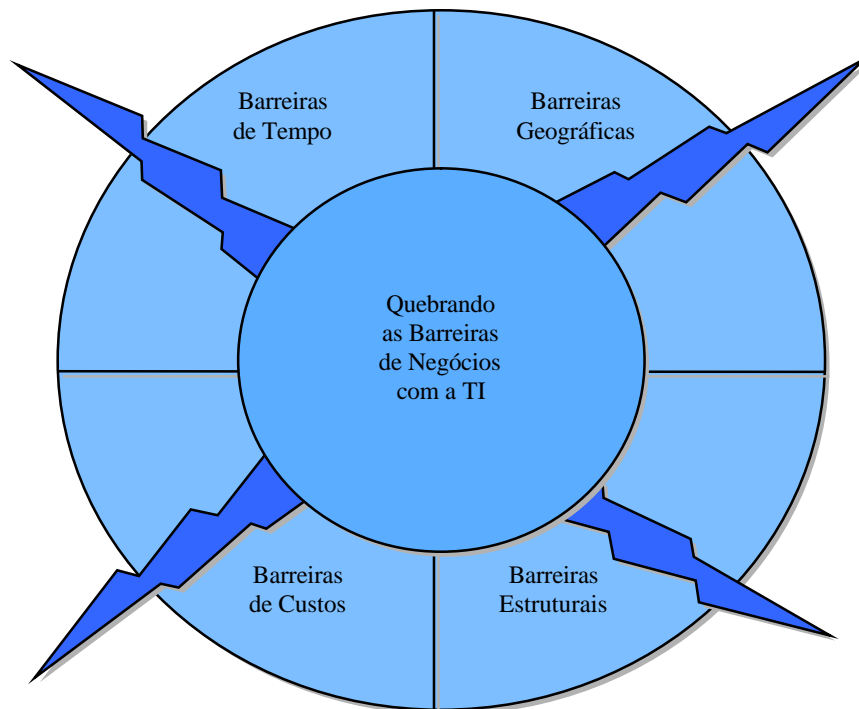 Barreiras
de Tempo
Barreiras
Geográficas
Quebrando
as Barreiras
de Negócios
com a TI
Barreiras
de Custos
Barreiras
Estruturais